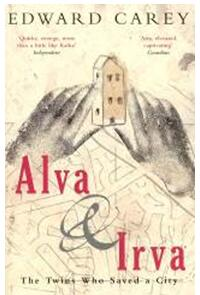 EDWARD CAREY
'Quirky, strange, more
than a little like Kafka'
Independent
'Arty, elevated,
captivating'
Guardian
Alva
&
Irva
The Twins Who Saved a City